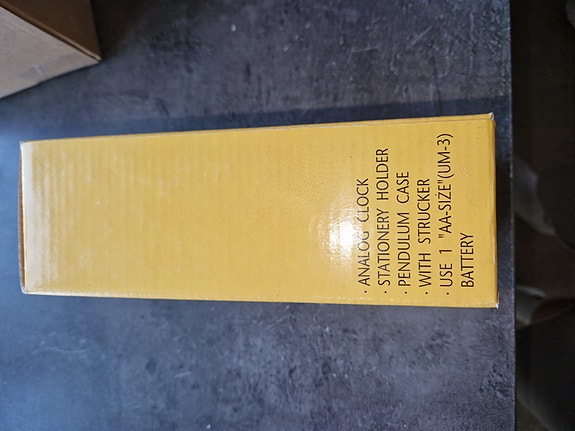 · ANALOG CLOCK
· STATIONERY HOLDER
· PENDULUM CASE
· WITH STRUCKER
· USE 1 "AA-SIZE"(UM-3)
BATTERY